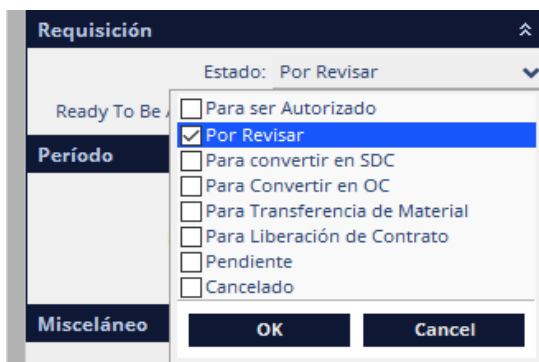 Requisición
Estado: Por Revisar
Ready To Be
Para ser Autorizado
Por Revisar
Período
Para convertir en SDC
Para Convertir en OC
Para Transferencia de Material
Para Liberación de Contrato
Pendiente
Cancelado
Misceláneo
OK
Cancel